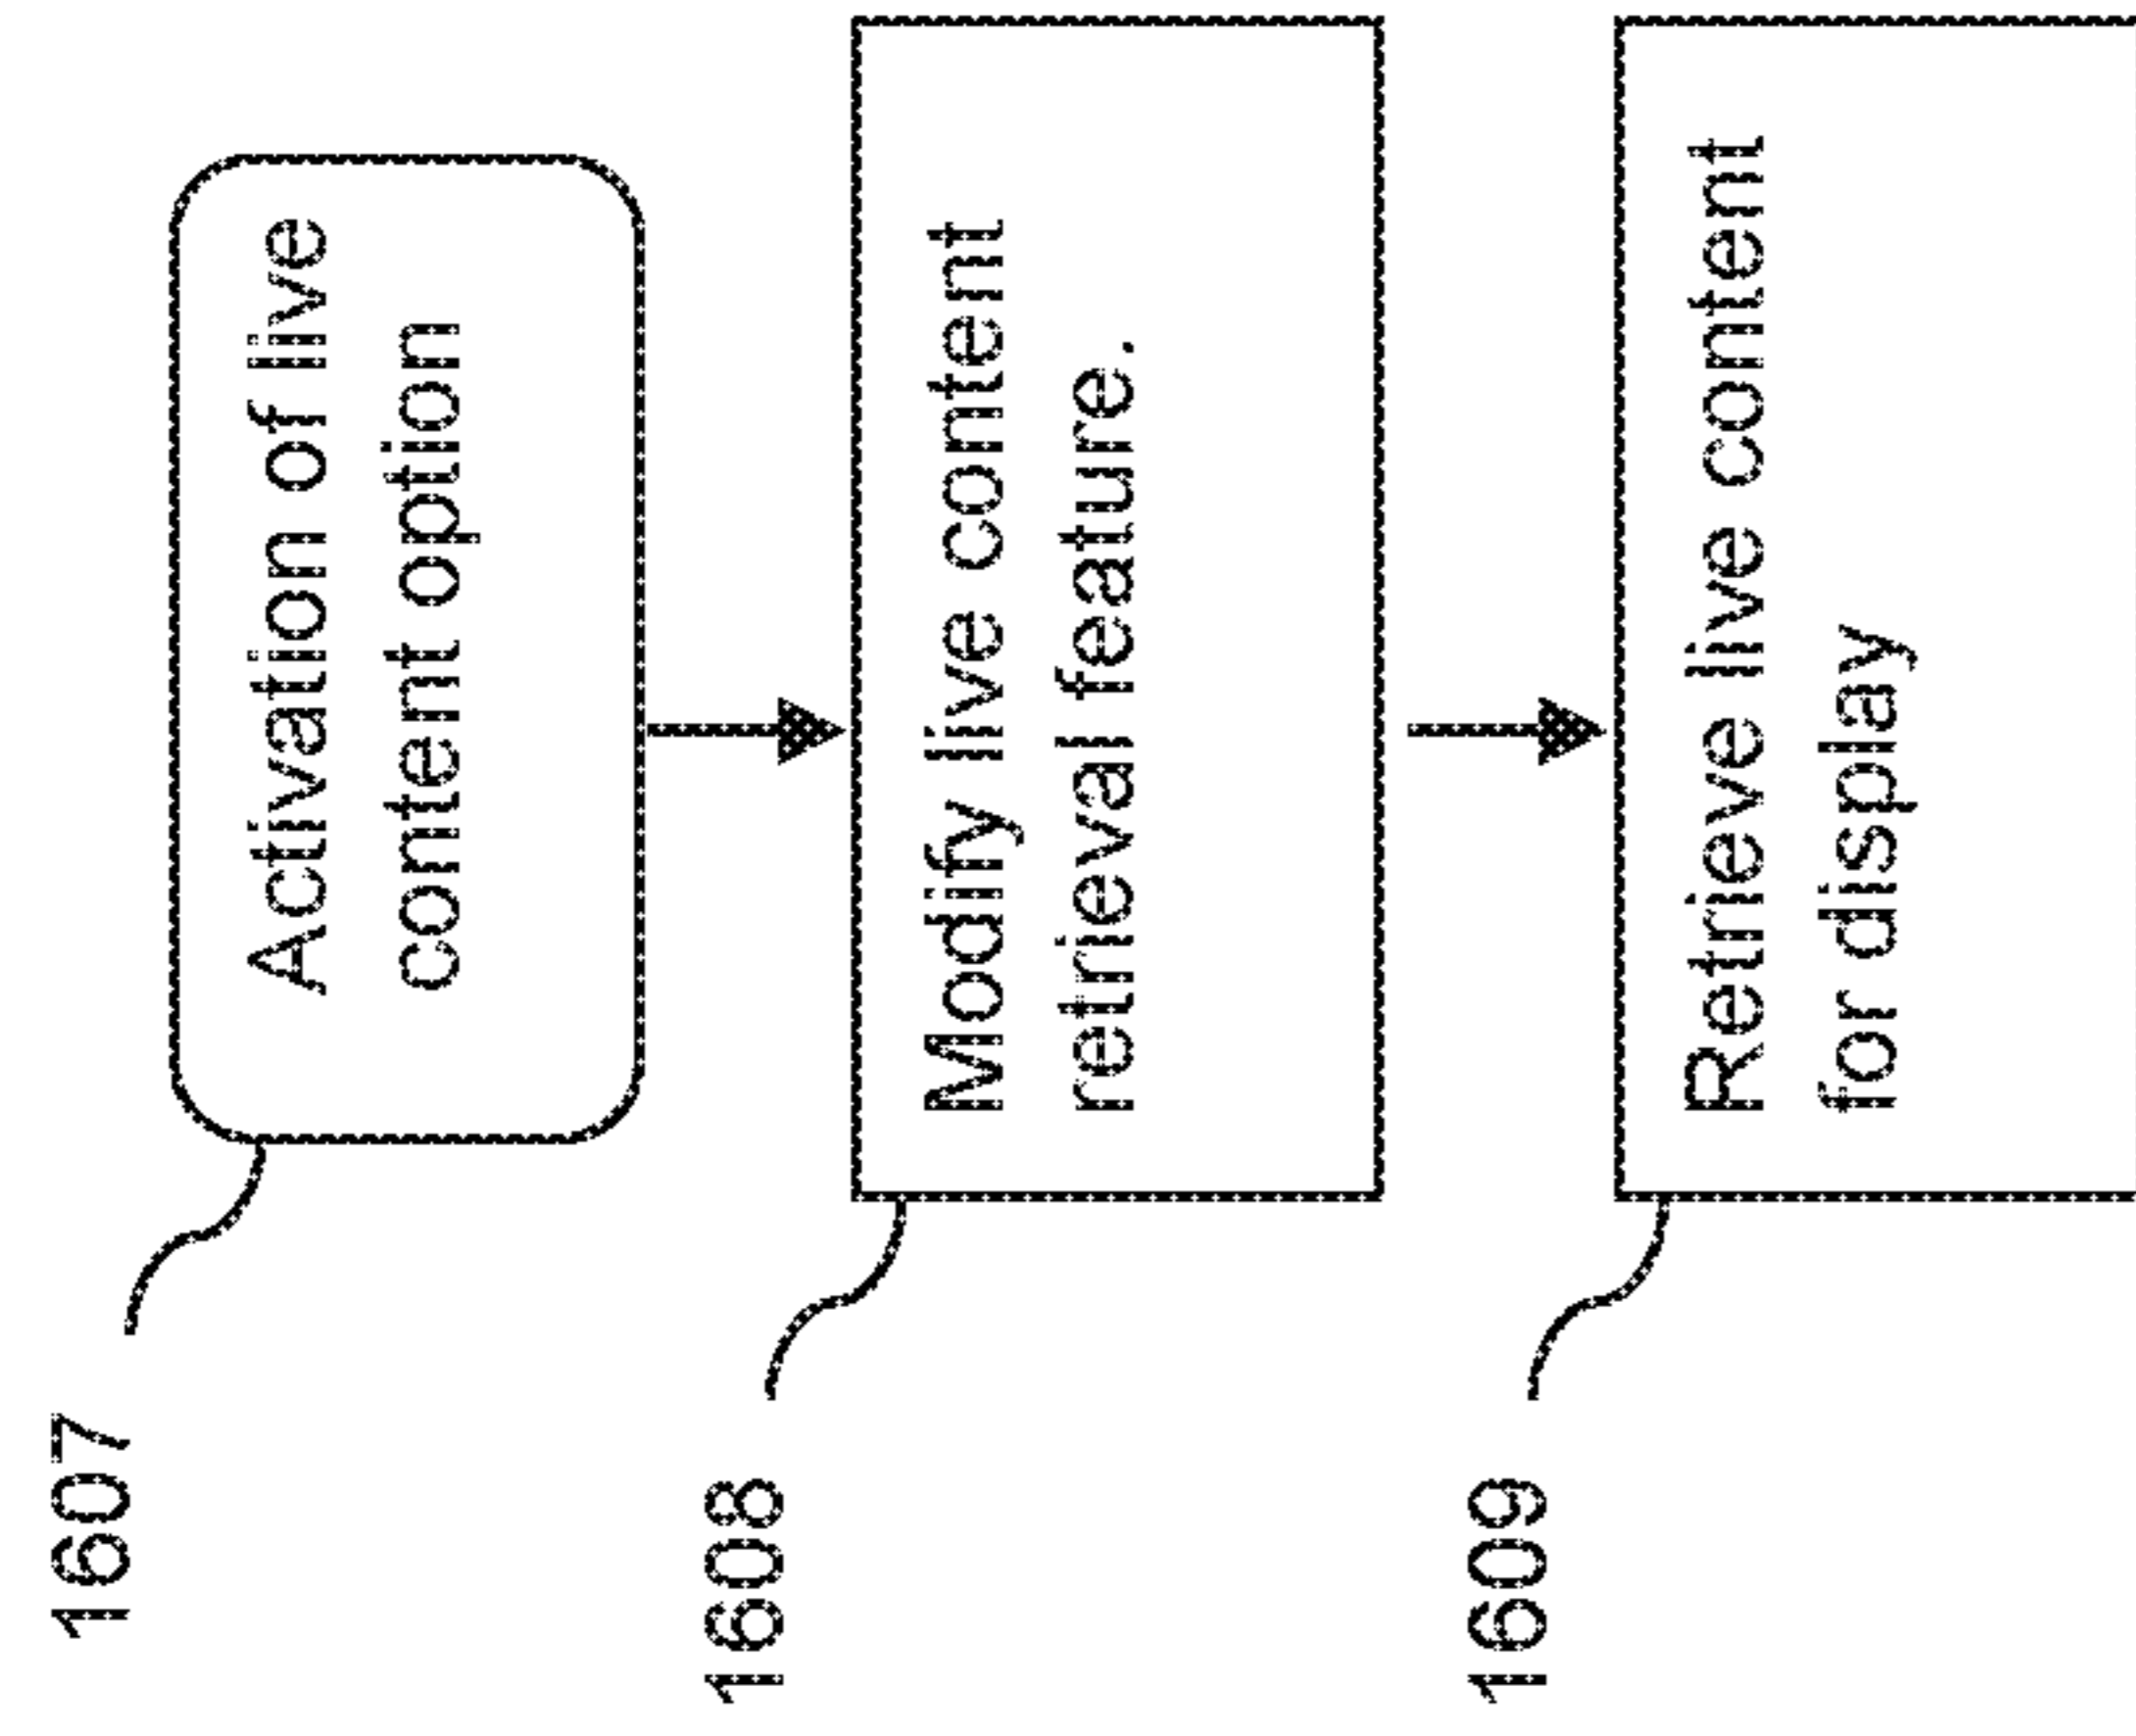 1607
Activation of live
content option
1608
Modify live content
retrieval feature.
1609
Retrieve live content
for display